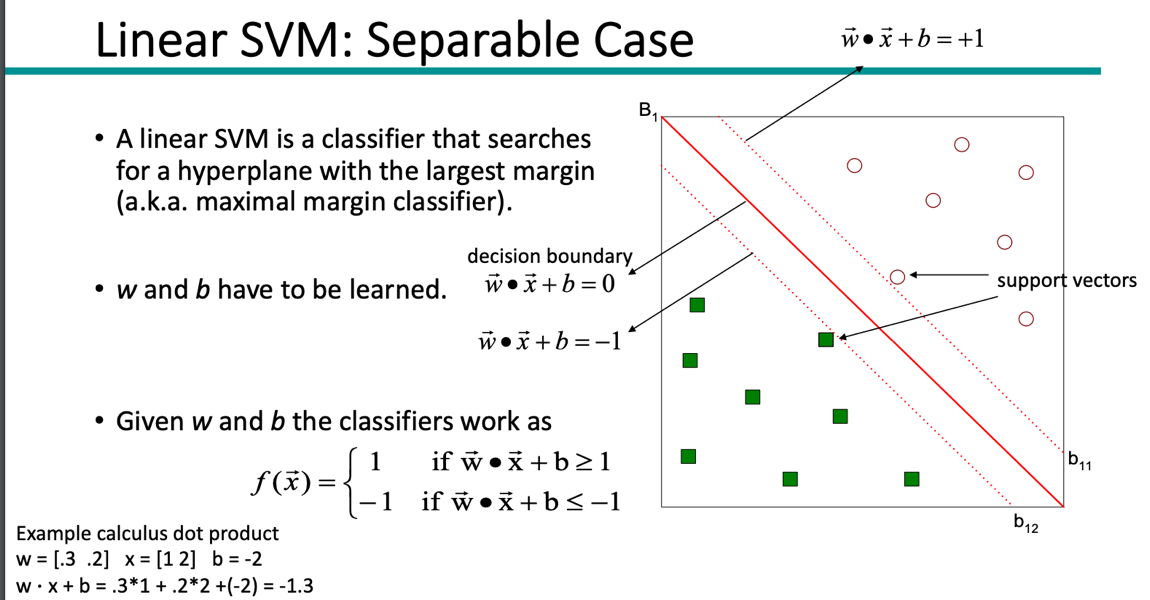 Linear SVM: Separable Case
w⃗ • x⃗ + b = +1
• A linear SVM is a classifier that searches
for a hyperplane with the largest margin
(a.k.a. maximal margin classifier).
• w and b have to be learned.
decision boundary
w⃗ • x⃗ + b = 0
w⃗ • x⃗ + b = −1
• Given w and b the classifiers work as
f(x⃗) = { 1 if w⃗ • x⃗ + b ≥ 1
−1 if w⃗ • x⃗ + b ≤ −1
Example calculus dot product
w = [.3 .2] x = [1 2] b = -2
w · x + b = .3*1 + .2*2 +(-2) = -1.3
B₁
support vectors
b₁₁
b₁₂